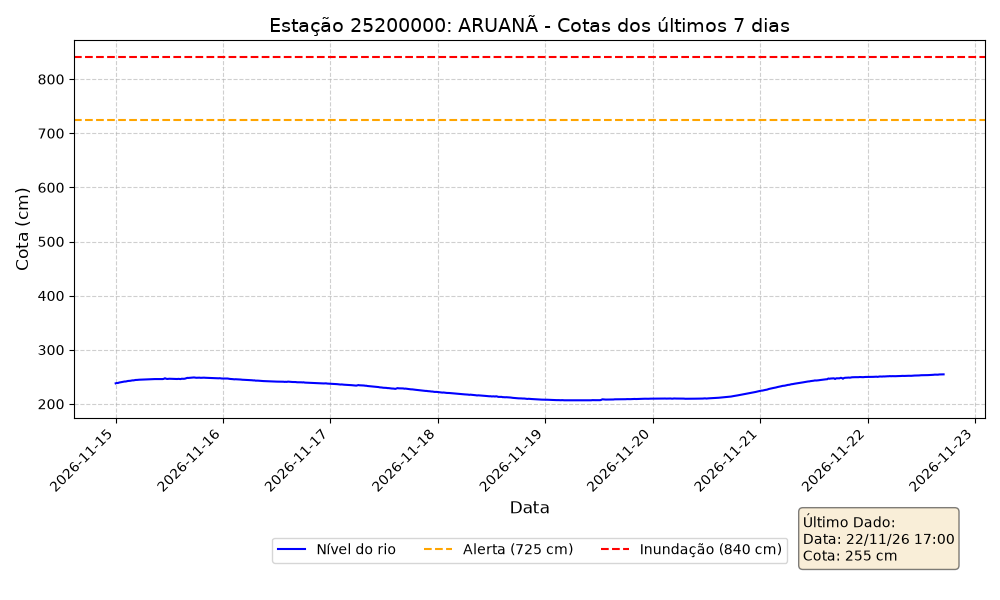 Estação 25200000: ARUANÃ - Cotas dos últimos 7 dias
Cota (cm)
800
700
600
500
400
300
200
2026-11-15
2026-11-16
2026-11-17
2026-11-18
2026-11-19
2026-11-20
2026-11-21
2026-11-22
2026-11-23
Data
Nível do rio
Alerta (725 cm)
Inundação (840 cm)
Último Dado:
Data: 22/11/26 17:00
Cota: 255 cm